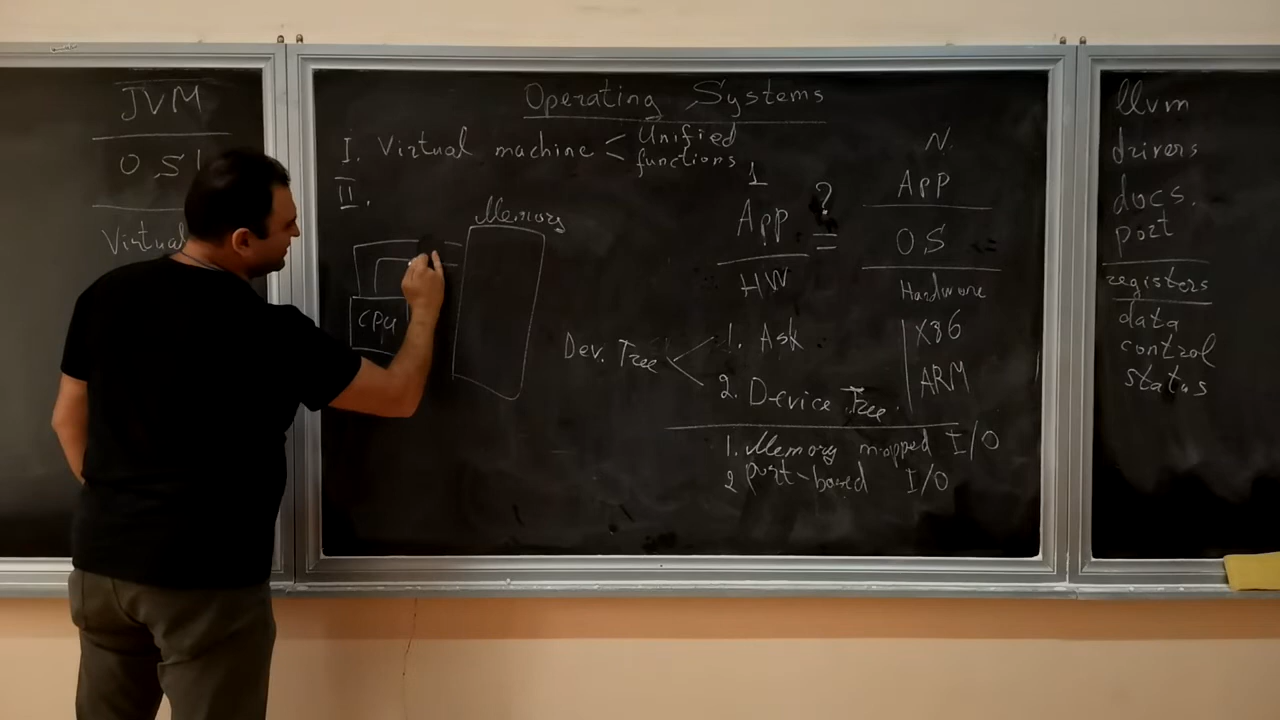 JVM
OS
Virtual
Operating Systems
I. Virtual machine < Unified
functions
II.
Memory
cpu
1
App
HW
?
=
N.
App
OS
Hardware
X86
ARM
Dev. Tree
1. Ask
2. Device Tree.
1. Memory mapped I/O
2 port-based I/O
llvm
drivers
docs.
port
registers
data
control
status